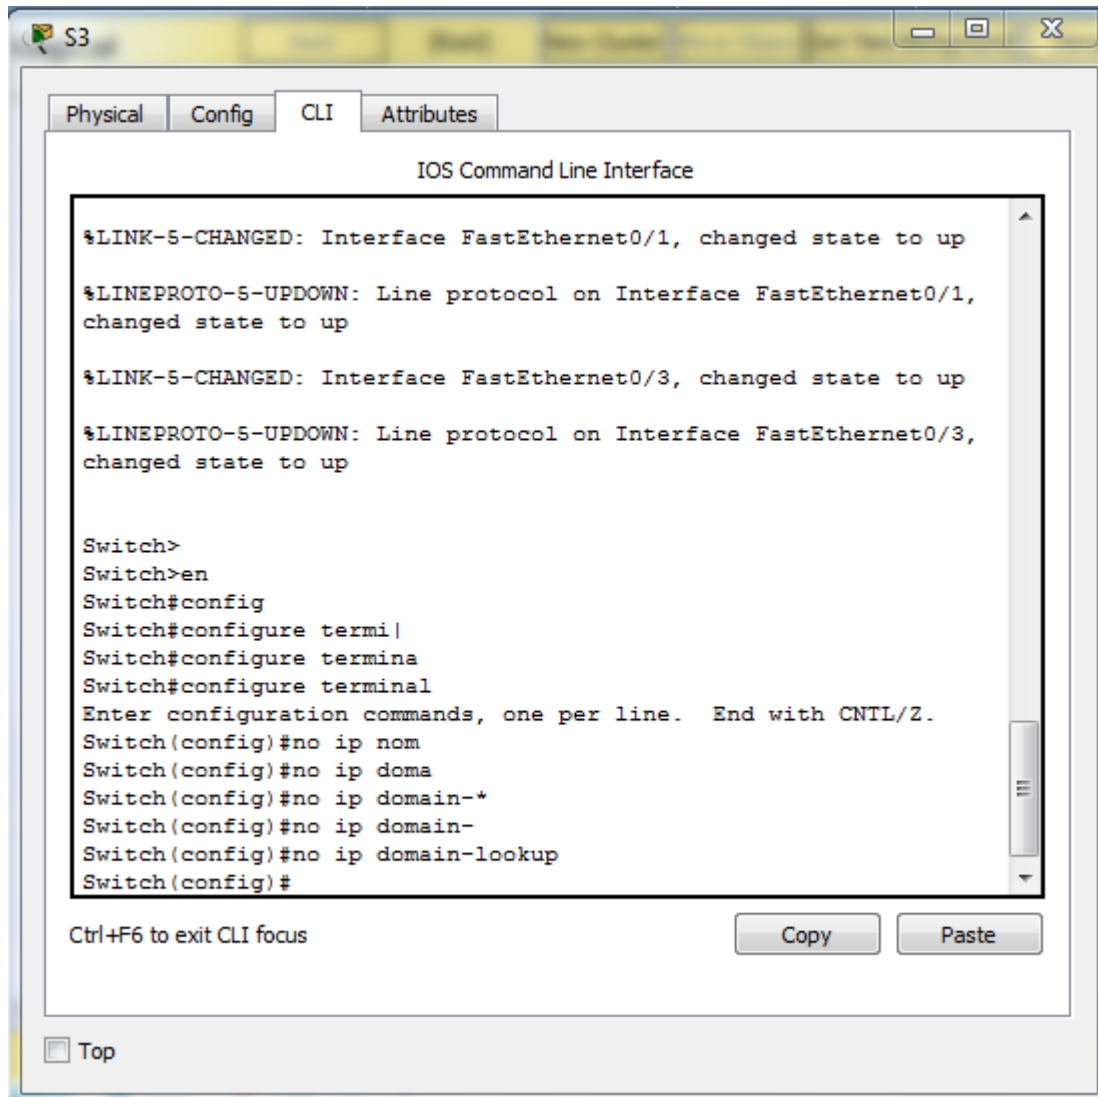 S3
Physical
Config
CLI
Attributes
IOS Command Line Interface
%LINK-5-CHANGED: Interface FastEthernet0/1, changed state to up
%LINEPROTO-5-UPDOWN: Line protocol on Interface FastEthernet0/1,
changed state to up
%LINK-5-CHANGED: Interface FastEthernet0/3, changed state to up
%LINEPROTO-5-UPDOWN: Line protocol on Interface FastEthernet0/3,
changed state to up
Switch>
Switch>en
Switch#config
Switch#configure termi|
Switch#configure termina
Switch#configure terminal
Enter configuration commands, one per line.  End with CNTL/Z.
Switch(config)#no ip nom
Switch(config)#no ip doma
Switch(config)#no ip domain-*
Switch(config)#no ip domain-
Switch(config)#no ip domain-lookup
Switch(config)#
Ctrl+F6 to exit CLI focus
Copy
Paste
Top